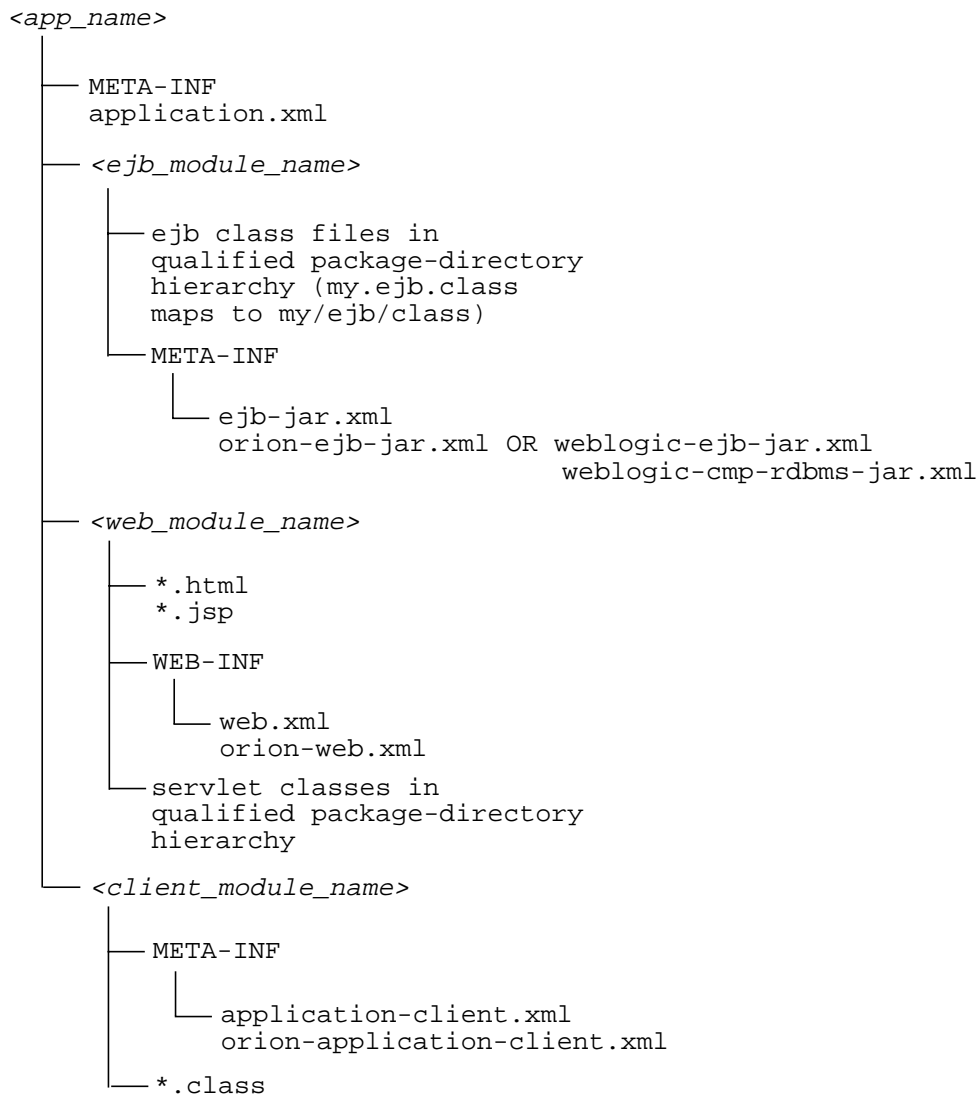 <app_name>
META-INF
application.xml
<ejb_module_name>
ejb class files in
qualified package-directory
hierarchy (my.ejb.class
maps to my/ejb/class)
META-INF
ejb-jar.xml
orion-ejb-jar.xml OR weblogic-ejb-jar.xml
weblogic-cmp-rdbms-jar.xml
<web_module_name>
*.html
*.jsp
WEB-INF
web.xml
orion-web.xml
servlet classes in
qualified package-directory
hierarchy
<client_module_name>
META-INF
application-client.xml
orion-application-client.xml
*.class